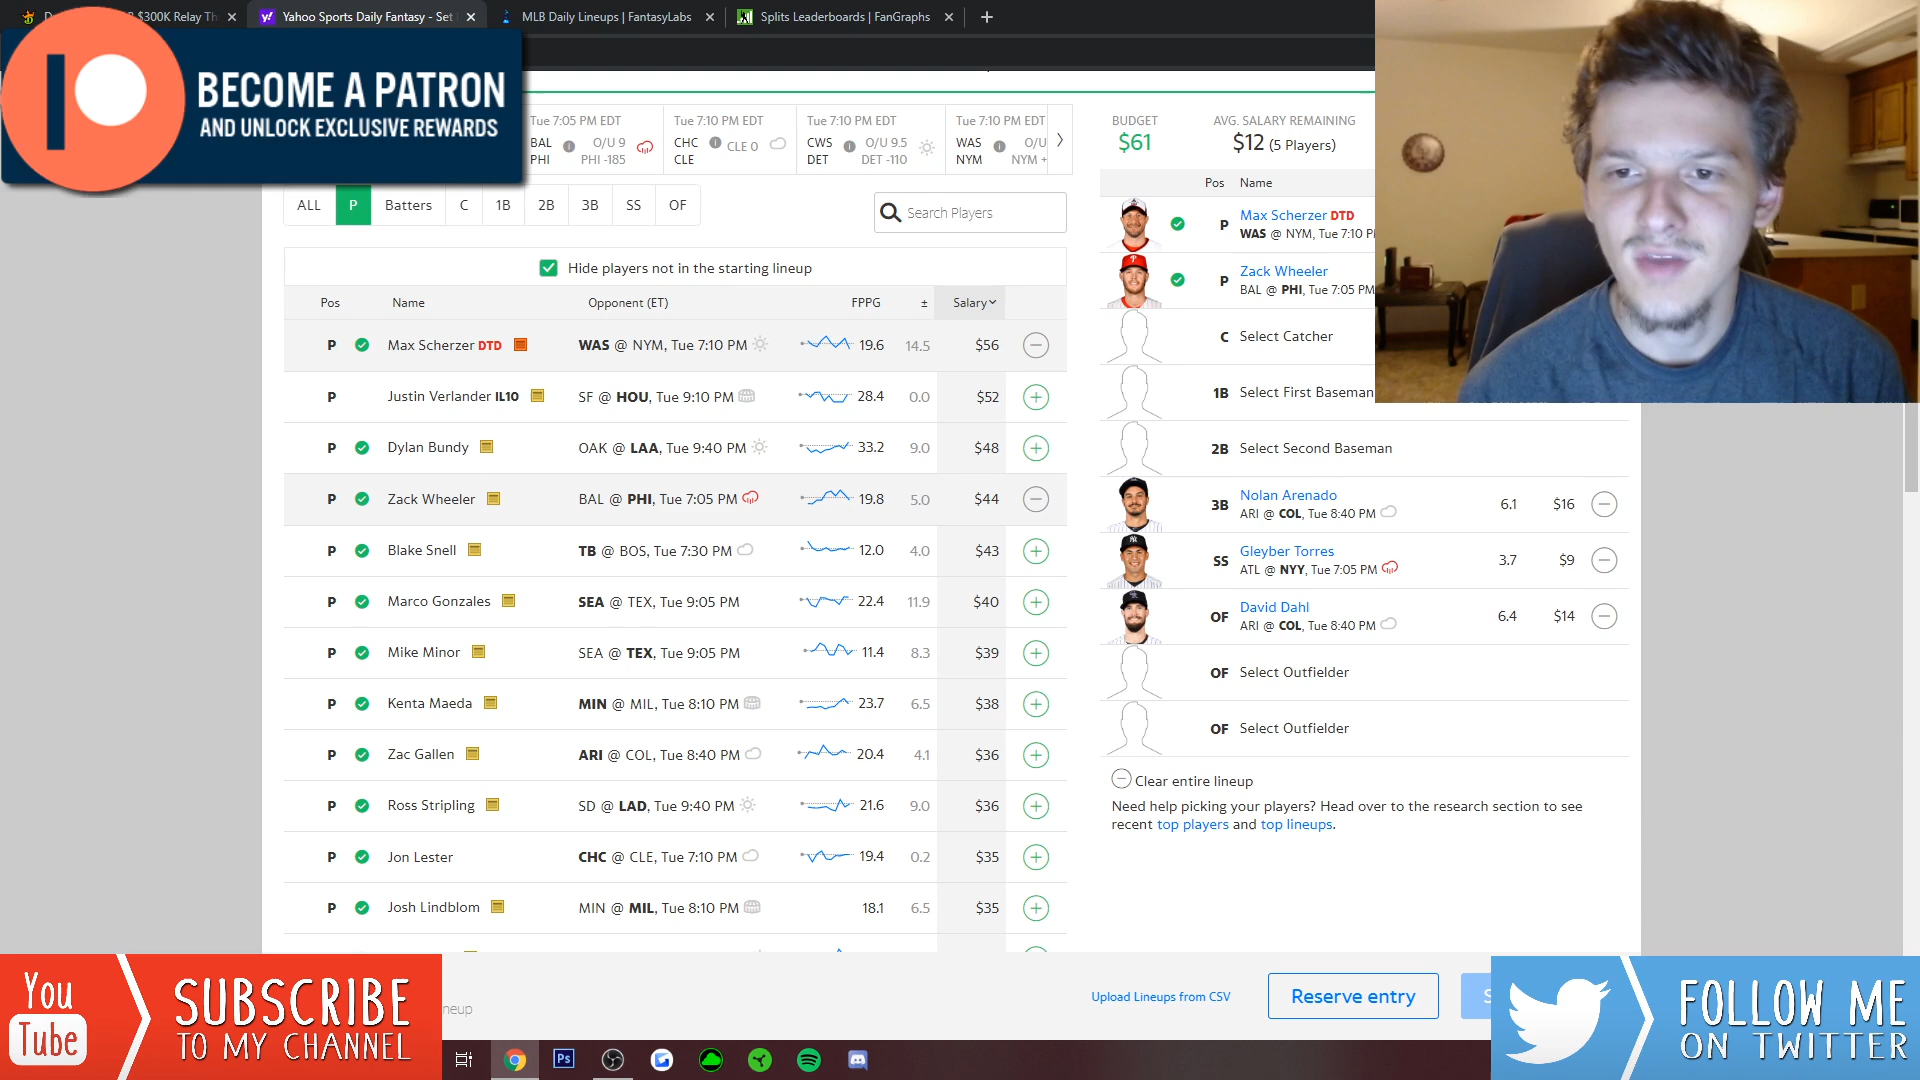 $300K Relay Th
Yahoo Sports Daily Fantasy - Set
MLB Daily Lineups | FantasyLabs
Splits Leaderboards | FanGraphs
BECOME A PATRON
AND UNLOCK EXCLUSIVE REWARDS
Tue 7:05 PM EDT
BAL O/U 9
PHI PHI -185
Tue 7:10 PM EDT
CHC CLE 0
CLE
Tue 7:10 PM EDT
CWS O/U 9.5
DET DET -110
Tue 7:10 PM EDT
WAS O/U
NYM NYM +
BUDGET
$61
AVG. SALARY REMAINING
$12 (5 Players)
ALL P Batters C 1B 2B 3B SS OF
Search Players
Hide players not in the starting lineup
Pos Name Opponent (ET) FPPG ± Salary
P Max Scherzer DTD WAS @ NYM, Tue 7:10 PM 19.6 14.5 $56
P Justin Verlander IL10 SF @ HOU, Tue 9:10 PM 28.4 0.0 $52
P Dylan Bundy OAK @ LAA, Tue 9:40 PM 33.2 9.0 $48
P Zack Wheeler BAL @ PHI, Tue 7:05 PM 19.8 5.0 $44
P Blake Snell TB @ BOS, Tue 7:30 PM 12.0 4.0 $43
P Marco Gonzales SEA @ TEX, Tue 9:05 PM 22.4 11.9 $40
P Mike Minor SEA @ TEX, Tue 9:05 PM 11.4 8.3 $39
P Kenta Maeda MIN @ MIL, Tue 8:10 PM 23.7 6.5 $38
P Zac Gallen ARI @ COL, Tue 8:40 PM 20.4 4.1 $36
P Ross Stripling SD @ LAD, Tue 9:40 PM 21.6 9.0 $36
P Jon Lester CHC @ CLE, Tue 7:10 PM 19.4 0.2 $35
P Josh Lindblom MIN @ MIL, Tue 8:10 PM 18.1 6.5 $35
Pos Name
P Max Scherzer DTD
WAS @ NYM, Tue 7:10 P
P Zack Wheeler
BAL @ PHI, Tue 7:05 PM
C Select Catcher
1B Select First Baseman
2B Select Second Baseman
3B Nolan Arenado 6.1 $16
ARI @ COL, Tue 8:40 PM
SS Gleyber Torres 3.7 $9
ATL @ NYY, Tue 7:05 PM
OF David Dahl 6.4 $14
ARI @ COL, Tue 8:40 PM
OF Select Outfielder
OF Select Outfielder
Clear entire lineup
Need help picking your players? Head over to the research section to see
recent top players and top lineups.
neup
Upload Lineups from CSV
Reserve entry
S
You
Tube
SUBSCRIBE
TO MY CHANNEL
Ps
FOLLOW ME
ON TWITTER